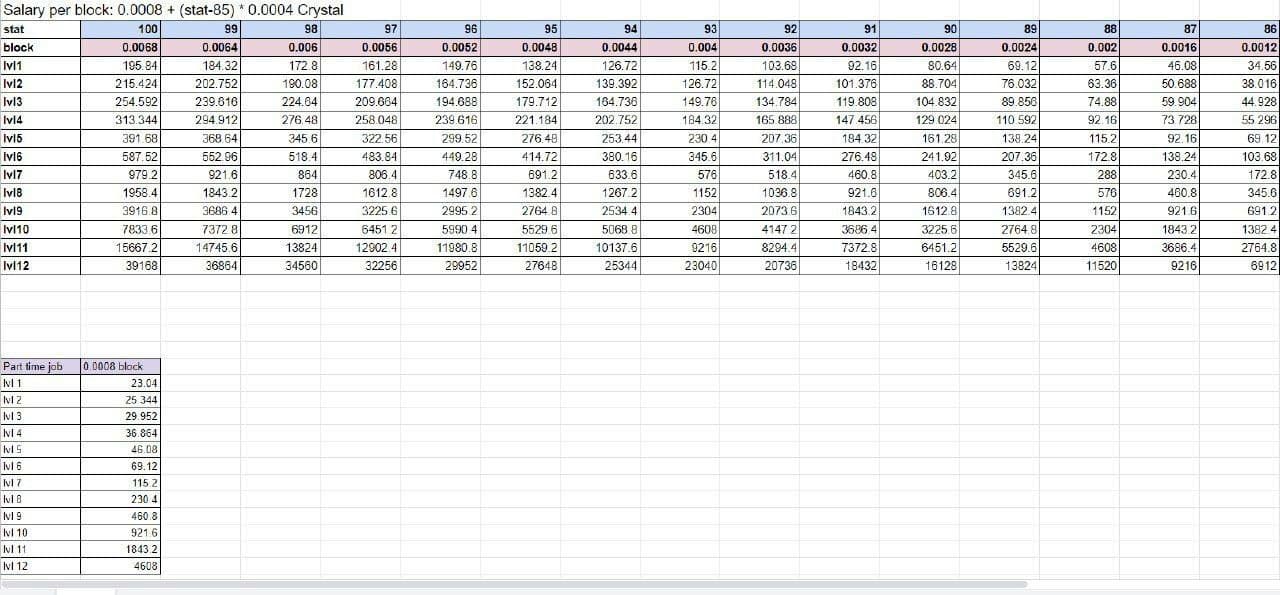 Salary per block: 0.0008 + (stat-85) * 0.0004 Crystal
stat 100 99 98 97 96 95 94 93 92 91 90 89 88 87 86
block 0.0068 0.0064 0.006 0.0056 0.0052 0.0048 0.0044 0.004 0.0036 0.0032 0.0028 0.0024 0.002 0.0016 0.0012
lvl1 195.84 184.32 172.8 161.28 149.76 138.24 126.72 115.2 103.68 92.16 80.64 69.12 57.6 46.08 34.56
lvl2 215.424 202.752 190.08 177.408 164.736 152.064 139.392 126.72 114.048 101.376 88.704 76.032 63.36 50.688 38.016
lvl3 254.592 239.616 224.64 209.664 194.688 179.712 164.736 149.76 134.784 119.808 104.832 89.856 74.88 59.904 44.928
lvl4 313.344 294.912 276.48 258.048 239.616 221.184 202.752 184.32 165.888 147.456 129.024 110.592 92.16 73.728 55.296
lvl5 391.68 368.64 345.6 322.56 299.52 276.48 253.44 230.4 207.36 184.32 161.28 138.24 115.2 92.16 69.12
lvl6 587.52 552.96 518.4 483.84 449.28 414.72 380.16 345.6 311.04 276.48 241.92 207.36 172.8 138.24 103.68
lvl7 979.2 921.6 864 806.4 748.8 691.2 633.6 576 518.4 460.8 403.2 345.6 288 230.4 172.8
lvl8 1958.4 1843.2 1728 1612.8 1497.6 1382.4 1267.2 1152 1036.8 921.6 806.4 691.2 576 460.8 345.6
lvl9 3916.8 3686.4 3456 3225.6 2995.2 2764.8 2534.4 2304 2073.6 1843.2 1612.8 1382.4 1152 921.6 691.2
lvl10 7833.6 7372.8 6912 6451.2 5990.4 5529.6 5068.8 4608 4147.2 3686.4 3225.6 2764.8 2304 1843.2 1382.4
lvl11 15667.2 14745.6 13824 12902.4 11980.8 11059.2 10137.6 9216 8294.4 7372.8 6451.2 5529.6 4608 3686.4 2764.8
lvl12 39168 36864 34560 32256 29952 27648 25344 23040 20736 18432 16128 13824 11520 9216 6912
Part time job 0.0008 block
lvl 1 23.04
lvl 2 25.344
lvl 3 29.952
lvl 4 36.864
lvl 5 46.08
lvl 6 69.12
lvl 7 115.2
lvl 8 230.4
lvl 9 460.8
lvl 10 921.6
lvl 11 1843.2
lvl 12 4608